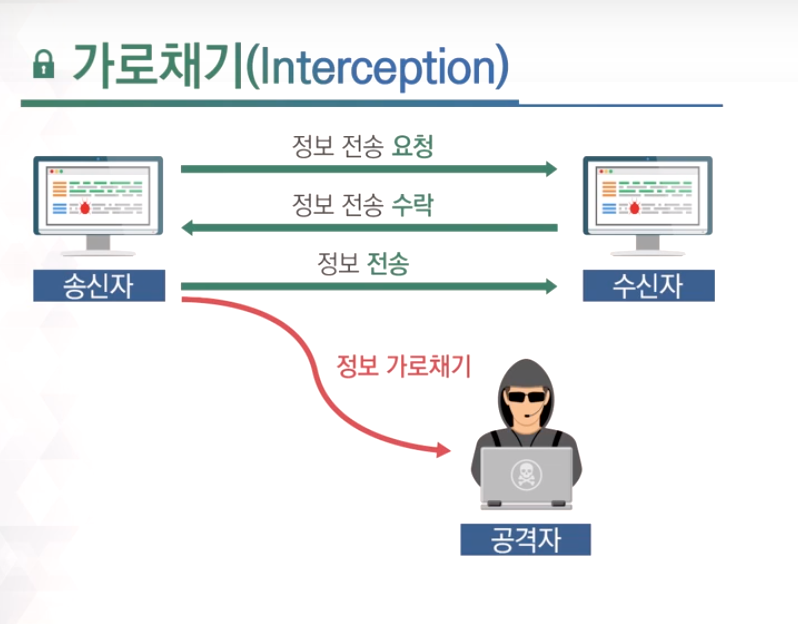 가로채기(Interception)
정보 전송 요청
정보 전송 수락
정보 전송
송신자
수신자
정보 가로채기
공격자